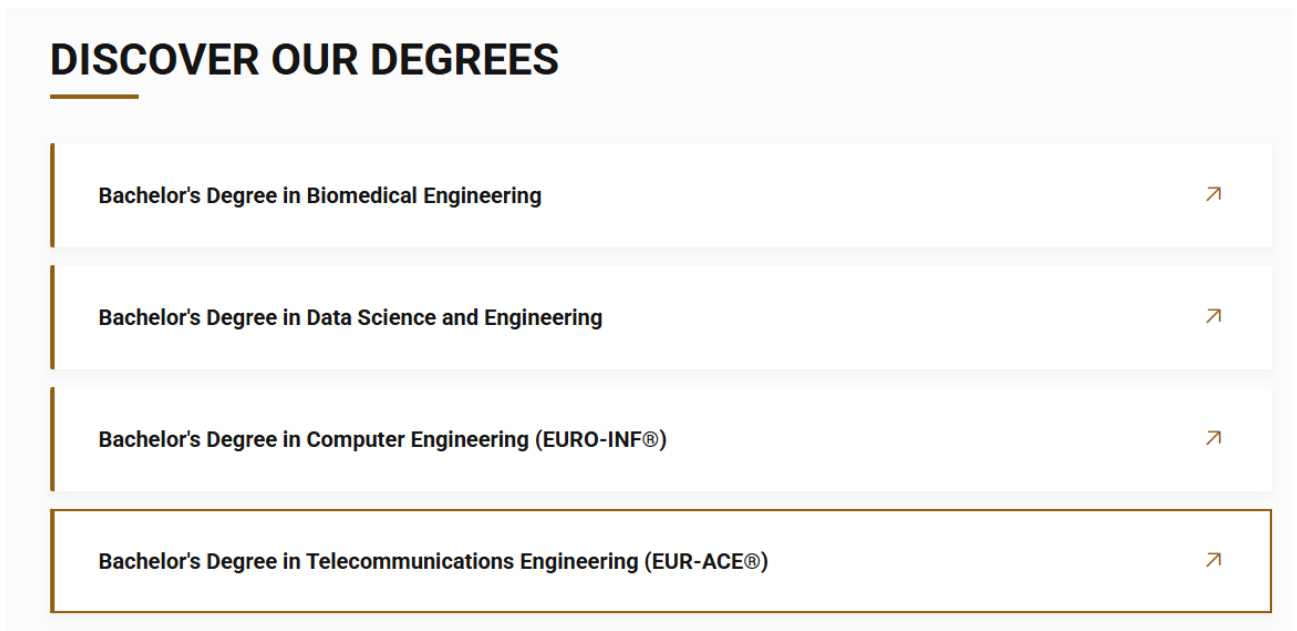 DISCOVER OUR DEGREES
Bachelor's Degree in Biomedical Engineering
Bachelor's Degree in Data Science and Engineering
Bachelor's Degree in Computer Engineering (EURO-INF®)
Bachelor's Degree in Telecommunications Engineering (EUR-ACE®)